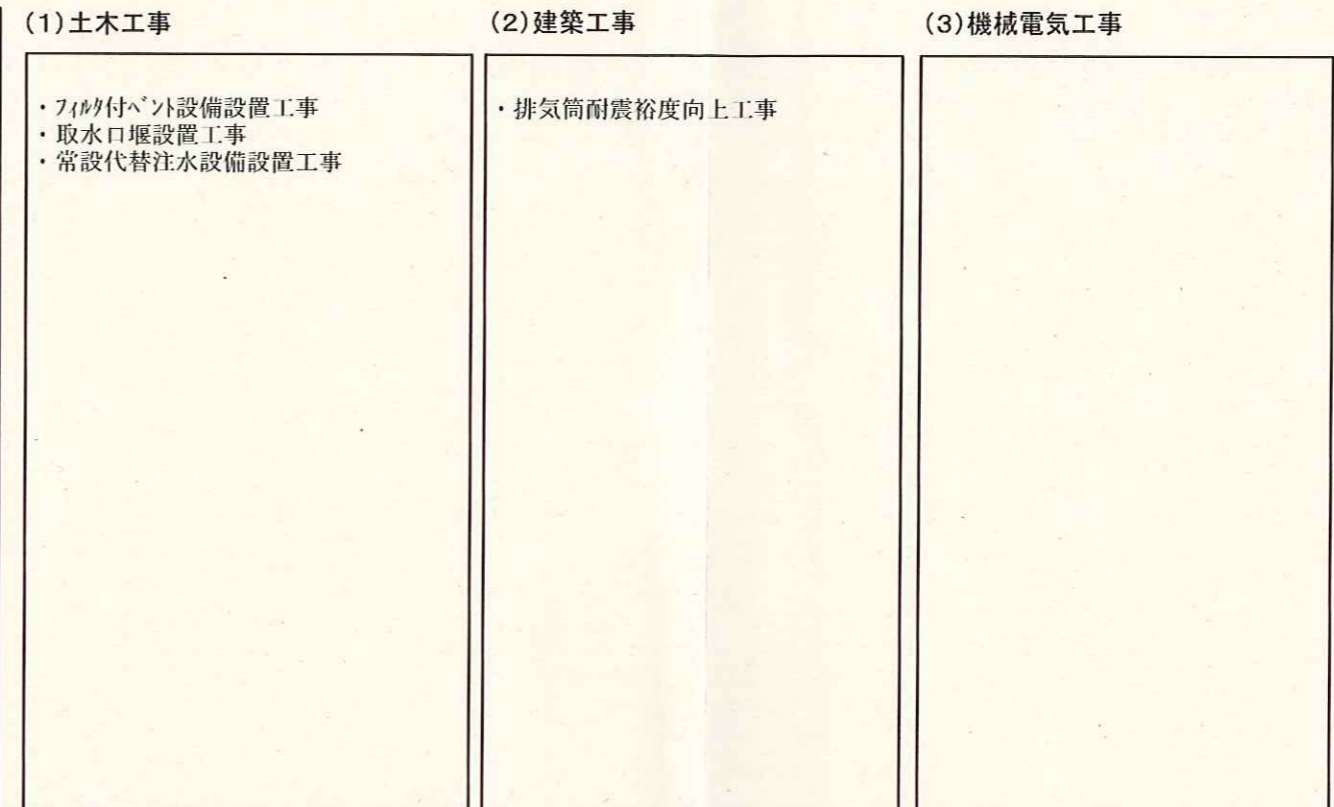 (1)土木工事
・フィルタ付ベント設備設置工事
・取水口堰設置工事
・常設代替注水設備設置工事
(2)建築工事
・排気筒耐震裕度向上工事
(3)機械電気工事